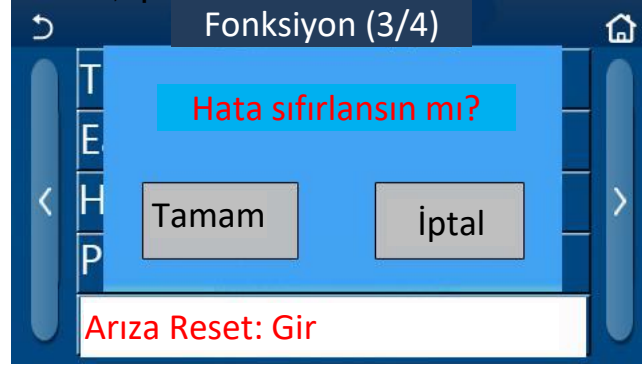 Fonksiyon (3/4)
T
Hata sıfırlansın mı?
E
H
Tamam
İptal
P
Arıza Reset: Gir